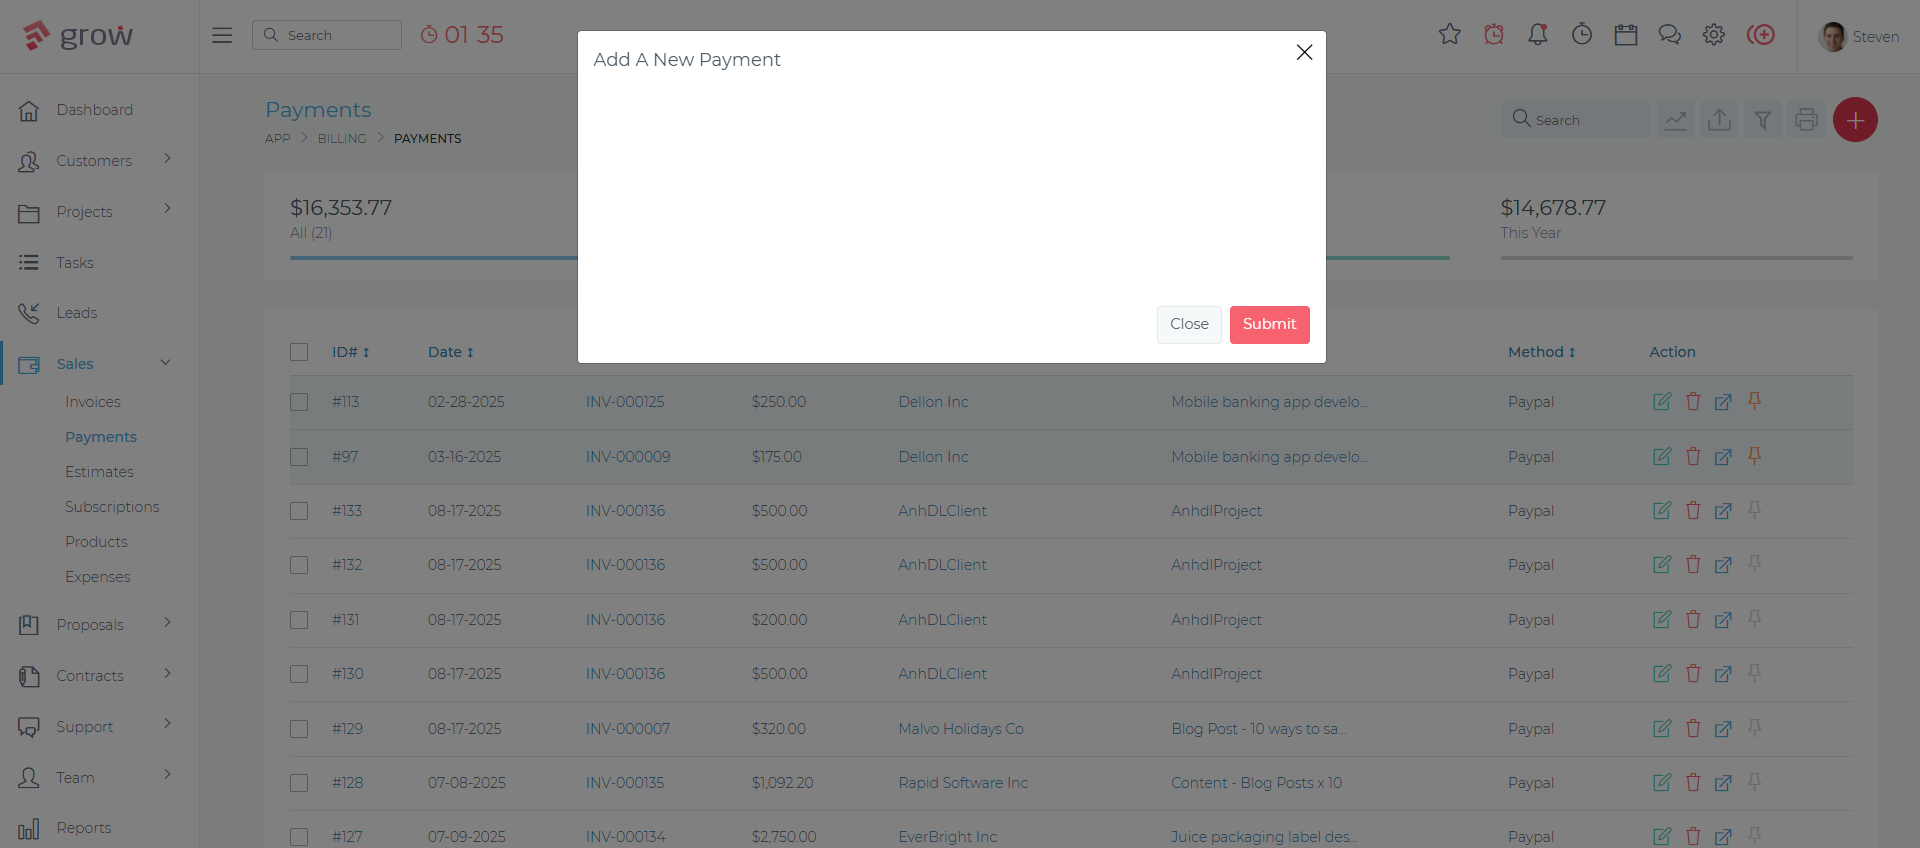 grow
Search
01 35
Steven
Add A New Payment
Close
Submit
Dashboard
Customers
Projects
Tasks
Leads
Sales
Invoices
Payments
Estimates
Subscriptions
Products
Expenses
Proposals
Contracts
Support
Team
Reports
Payments
APP BILLING PAYMENTS
Search
$16,353.77
All (21)
$14,678.77
This Year
ID# Date Method Action
#113 02-28-2025 INV-000125 $250.00 Dellon Inc Mobile banking app develo... Paypal
#97 03-16-2025 INV-000009 $175.00 Dellon Inc Mobile banking app develo... Paypal
#133 08-17-2025 INV-000136 $500.00 AnhDLClient AnhdlProject Paypal
#132 08-17-2025 INV-000136 $500.00 AnhDLClient AnhdlProject Paypal
#131 08-17-2025 INV-000136 $200.00 AnhDLClient AnhdlProject Paypal
#130 08-17-2025 INV-000136 $500.00 AnhDLClient AnhdlProject Paypal
#129 08-17-2025 INV-000007 $320.00 Malvo Holidays Co Blog Post - 10 ways to sa... Paypal
#128 07-08-2025 INV-000135 $1,092.20 Rapid Software Inc Content - Blog Posts x 10 Paypal
#127 07-09-2025 INV-000134 $2,750.00 EverBright Inc Juice packaging label des... Paypal